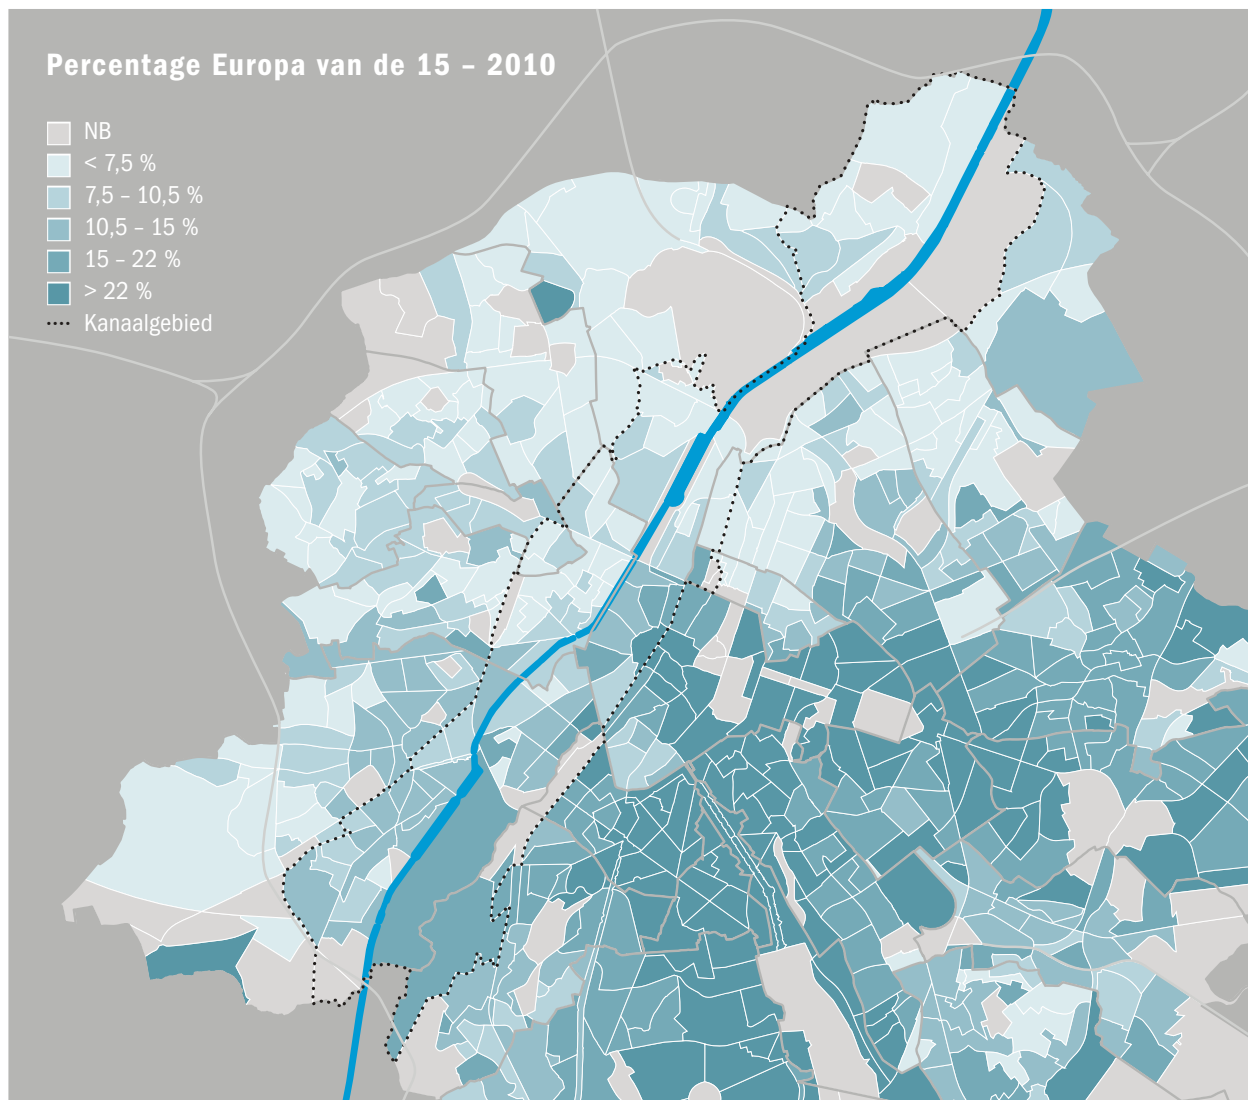 Percentage Europa van de 15 – 2010
NB
< 7,5 %
7,5 – 10,5 %
10,5 – 15 %
15 – 22 %
> 22 %
Kanaalgebied